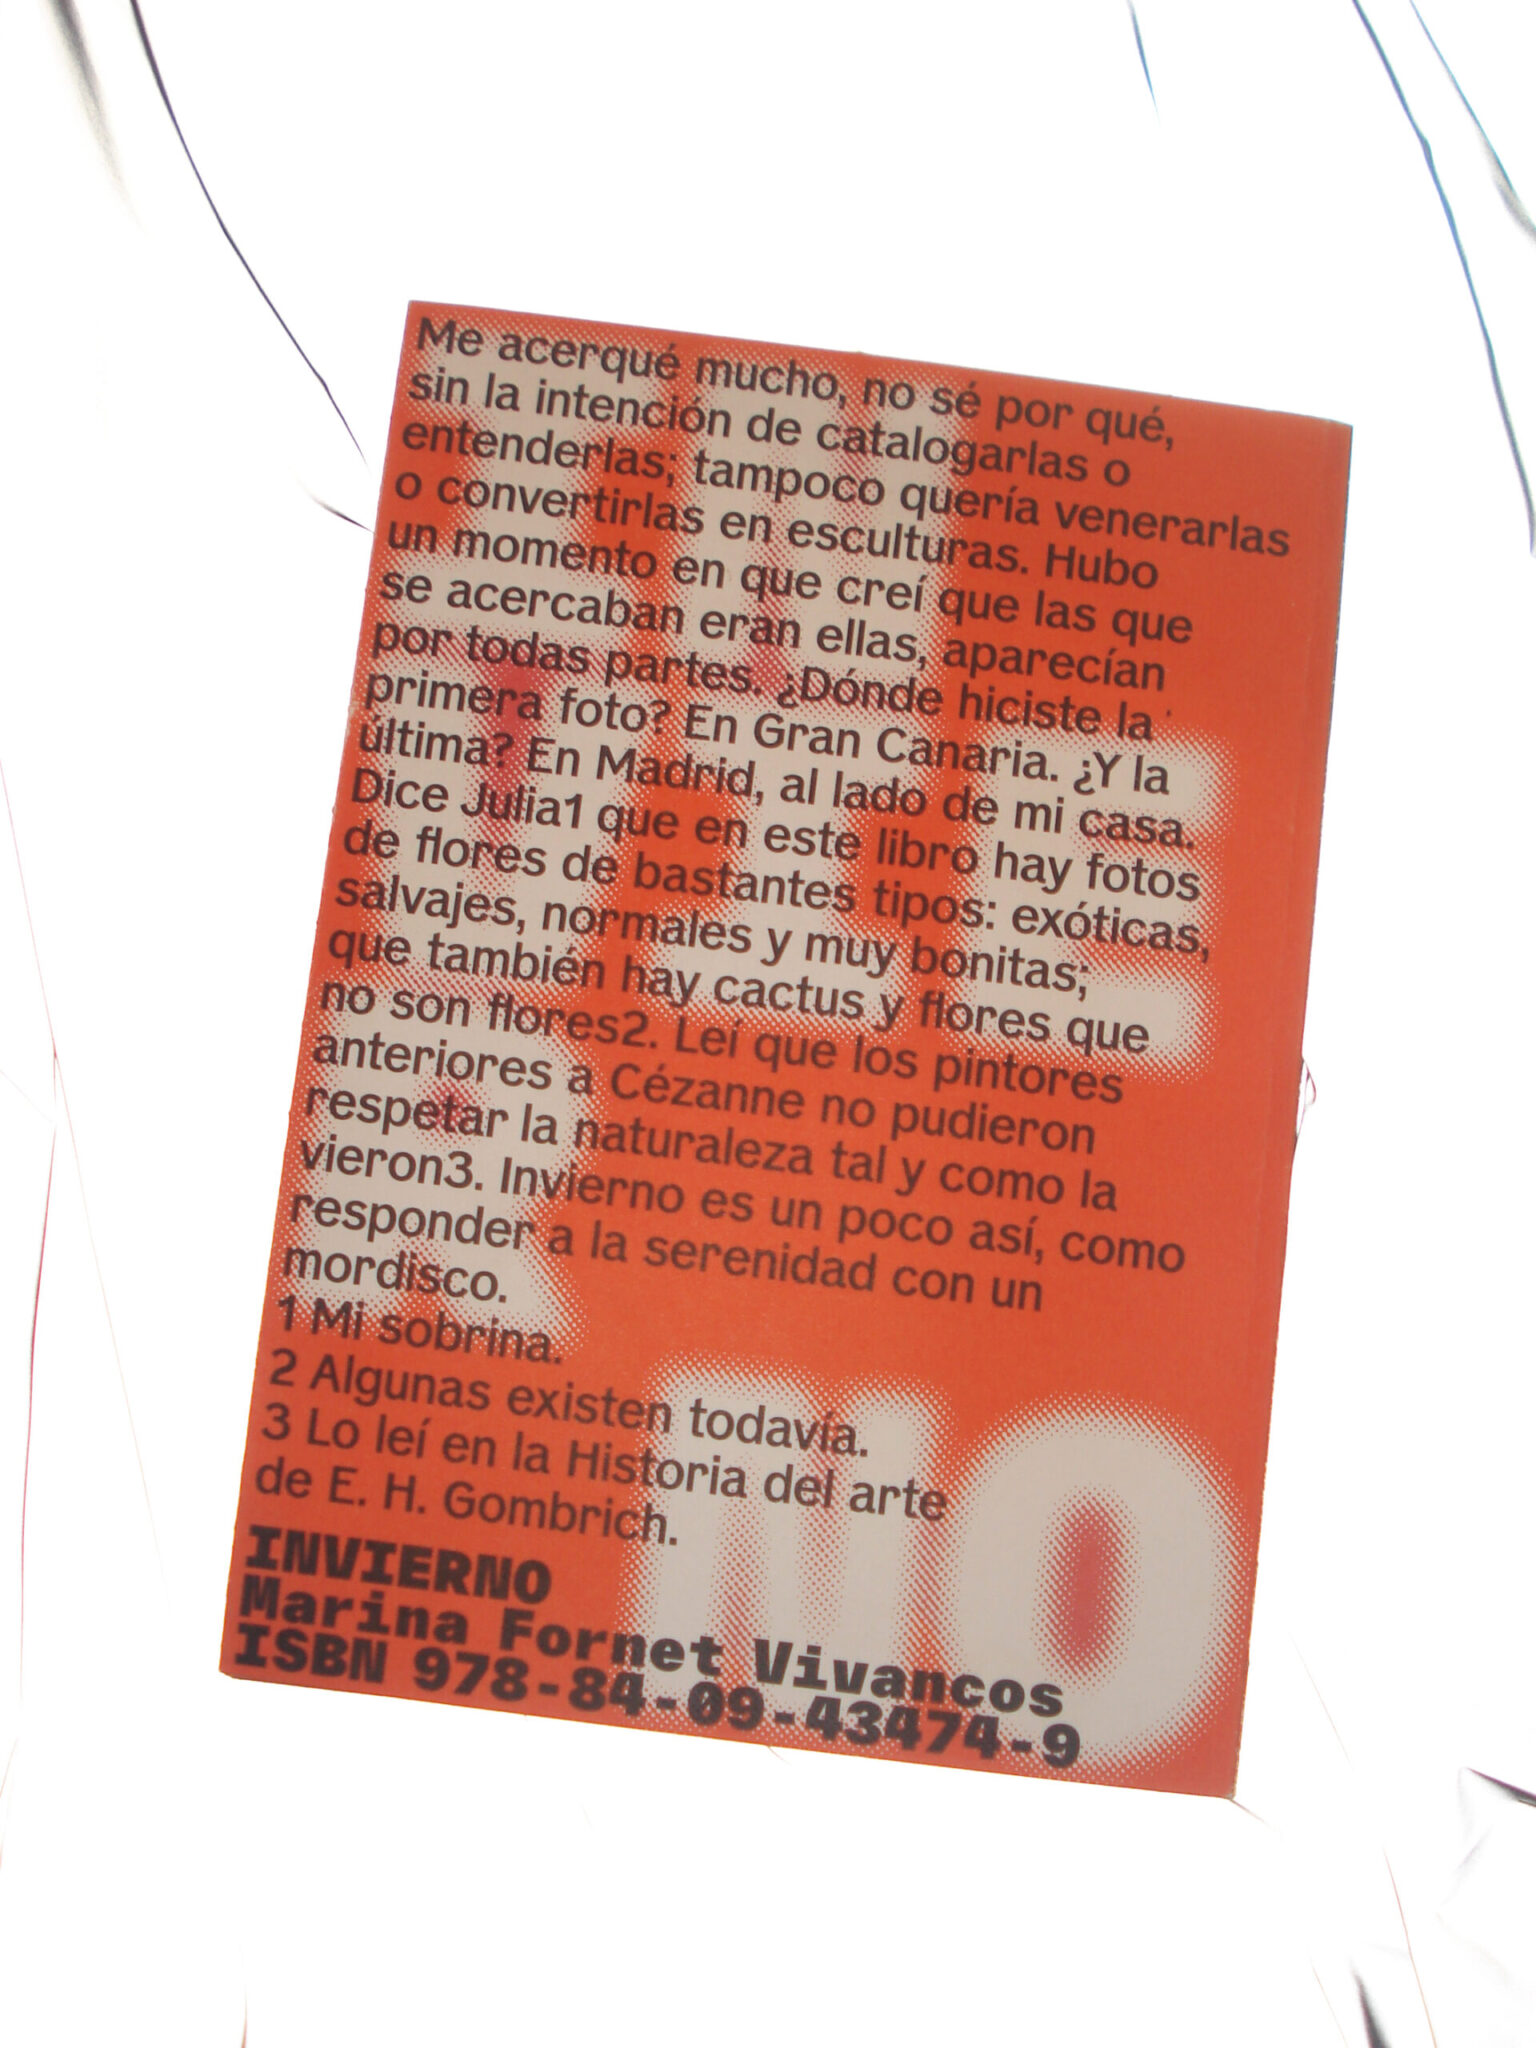 Me acerqué mucho, no sé por qué,
sin la intención de catalogarlas o
entenderlas; tampoco quería venerarlas
o convertirlas en esculturas. Hubo
un momento en que creí que las que
se acercaban eran ellas, aparecían
por todas partes. ¿Dónde hiciste la
primera foto? En Gran Canaria. ¿Y la
última? En Madrid, al lado de mi casa.
Dice Julia1 que en este libro hay fotos
de flores de bastantes tipos: exóticas,
salvajes, normales y muy bonitas;
que también hay cactus y flores que
no son flores2. Leí que los pintores
anteriores a Cézanne no pudieron
respetar la naturaleza tal y como la
vieron3. Invierno es un poco así, como
responder a la serenidad con un
mordisco.
1 Mi sobrina.
2 Algunas existen todavía.
3 Lo leí en la Historia del arte
de E. H. Gombrich.
INVIERNO
Marina Fornet Vivancos
ISBN 978-84-09-43474-9